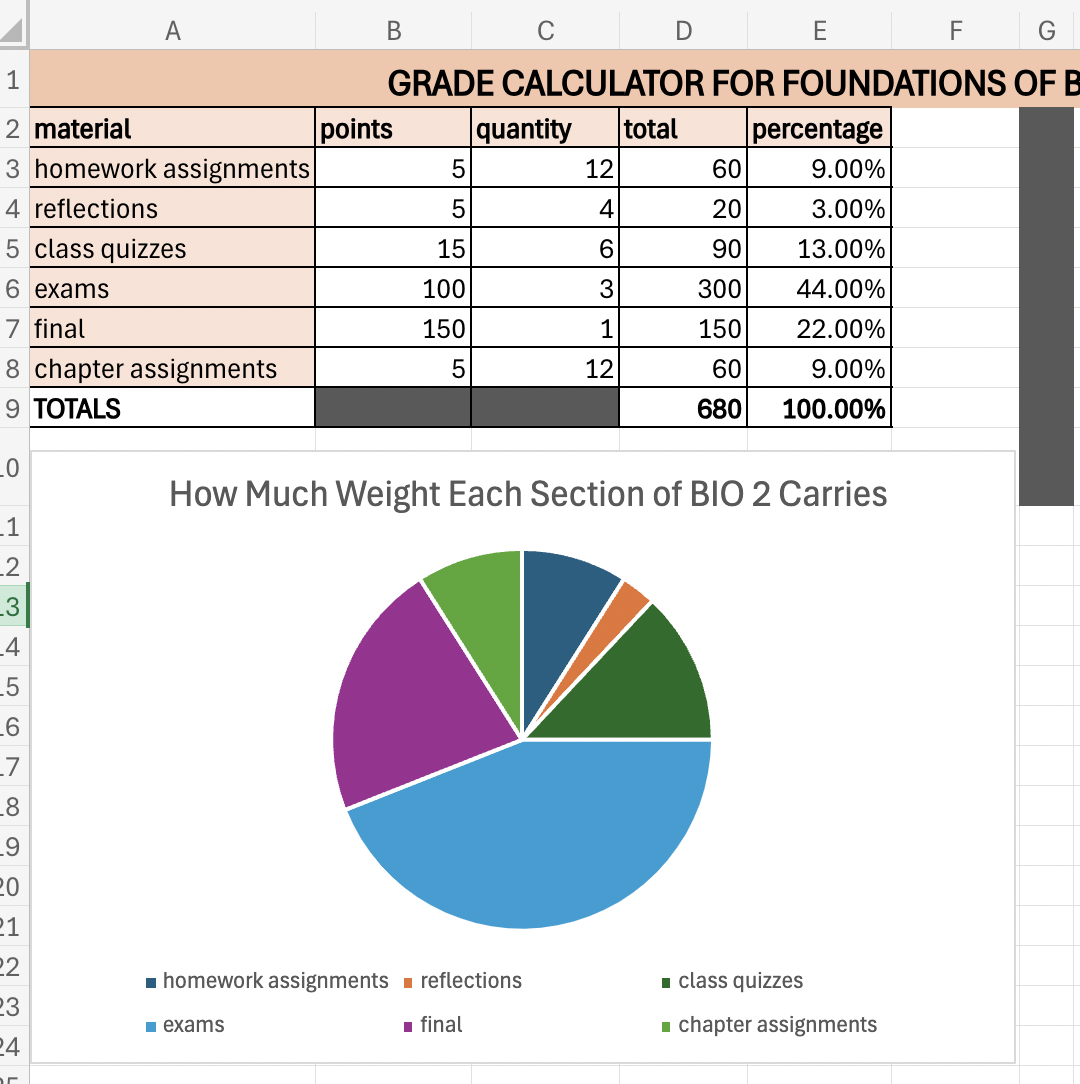 A B C D E F G
1 GRADE CALCULATOR FOR FOUNDATIONS OF B
2 material points quantity total percentage
3 homework assignments 5 12 60 9.00%
4 reflections 5 4 20 3.00%
5 class quizzes 15 6 90 13.00%
6 exams 100 3 300 44.00%
7 final 150 1 150 22.00%
8 chapter assignments 5 12 60 9.00%
9 TOTALS 680 100.00%
10
How Much Weight Each Section of BIO 2 Carries
11
12
13
14
15
16
17
18
19
20
21
22
homework assignments reflections class quizzes
23
exams final chapter assignments
24
25